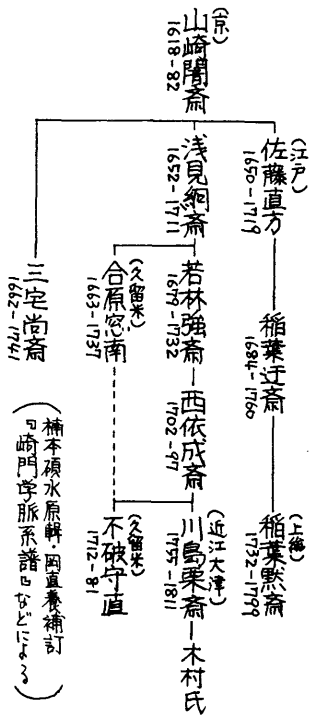 (京)
山崎闇斎
1618-82
(江戸)
佐藤直方
1650-1719
稲葉迂斎
1684-1760
(上総)
稲葉黙斎
1732-1799
浅見絅斎
1652-1711
若林強斎
1679-1732
西依成斎
1702-97
(近江大津)
川島栗斎
1755-1811
木村氏
(久留米)
合原窓南
1663-1737
(久留米)
不破守直
1712-81
三宅尚斎
1662-1741
(楠本碩水原輯・岡直養補訂
『崎門学脈系譜』などによる)